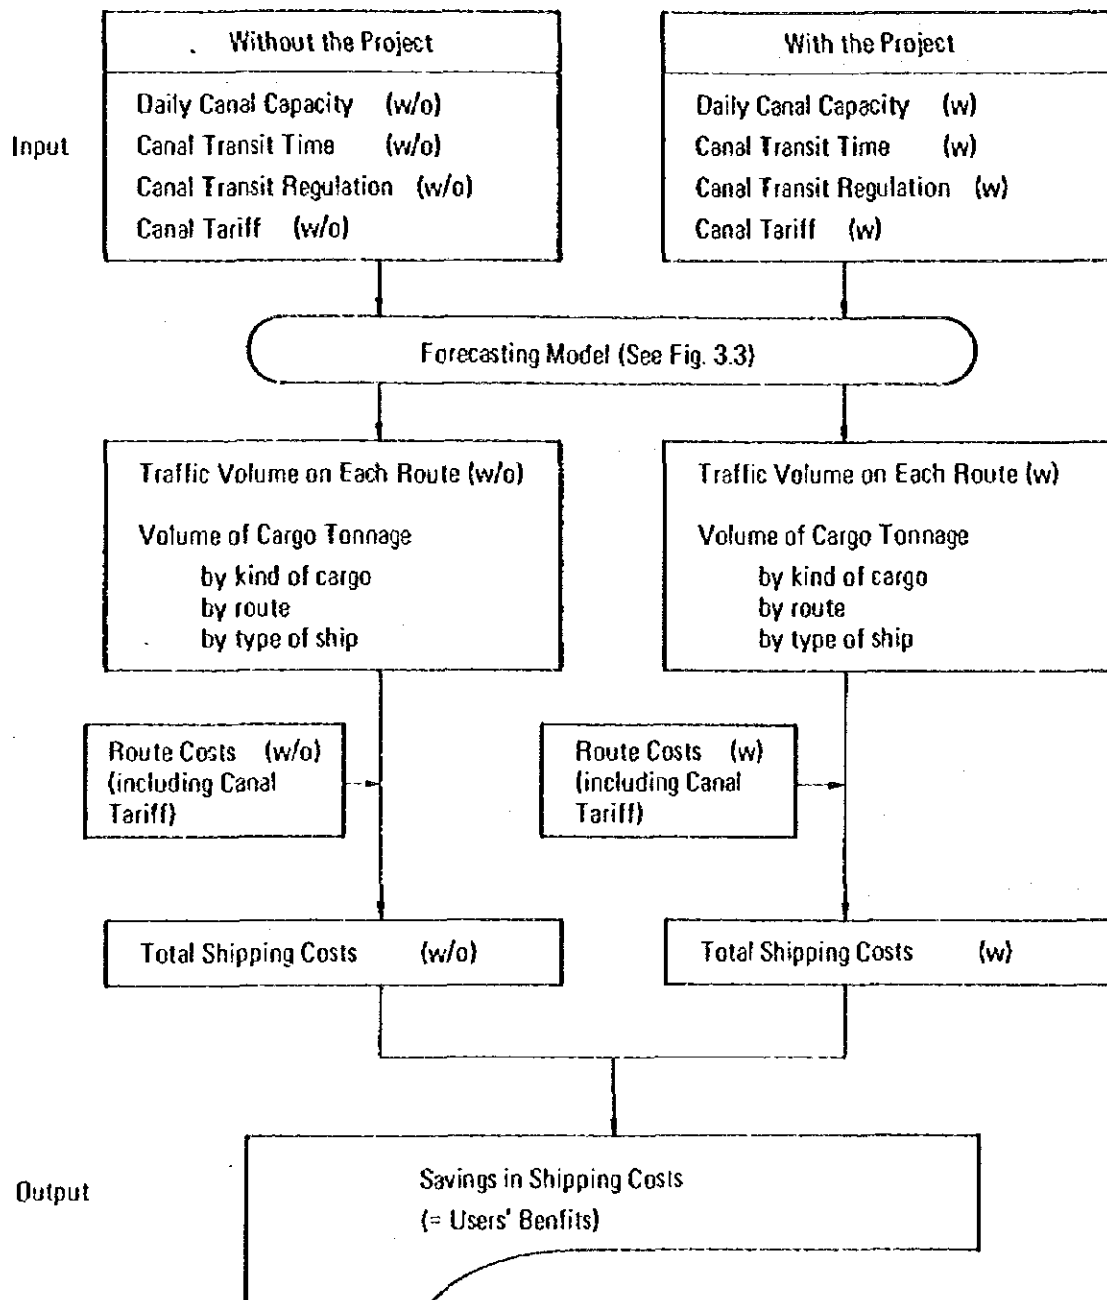 Without the Project
Daily Canal Capacity (w/o)
Canal Transit Time (w/o)
Canal Transit Regulation (w/o)
Canal Tariff (w/o)
With the Project
Daily Canal Capacity (w)
Canal Transit Time (w)
Canal Transit Regulation (w)
Canal Tariff (w)
Input
Forecasting Model (See Fig. 3.3)
Traffic Volume on Each Route (w/o)
Volume of Cargo Tonnage
by kind of cargo
by route
by type of ship
Traffic Volume on Each Route (w)
Volume of Cargo Tonnage
by kind of cargo
by route
by type of ship
Route Costs (w/o)
(including Canal
Tariff)
Route Costs (w)
(including Canal
Tariff)
Total Shipping Costs (w/o)
Total Shipping Costs (w)
Output
Savings in Shipping Costs
(= Users' Benfits)